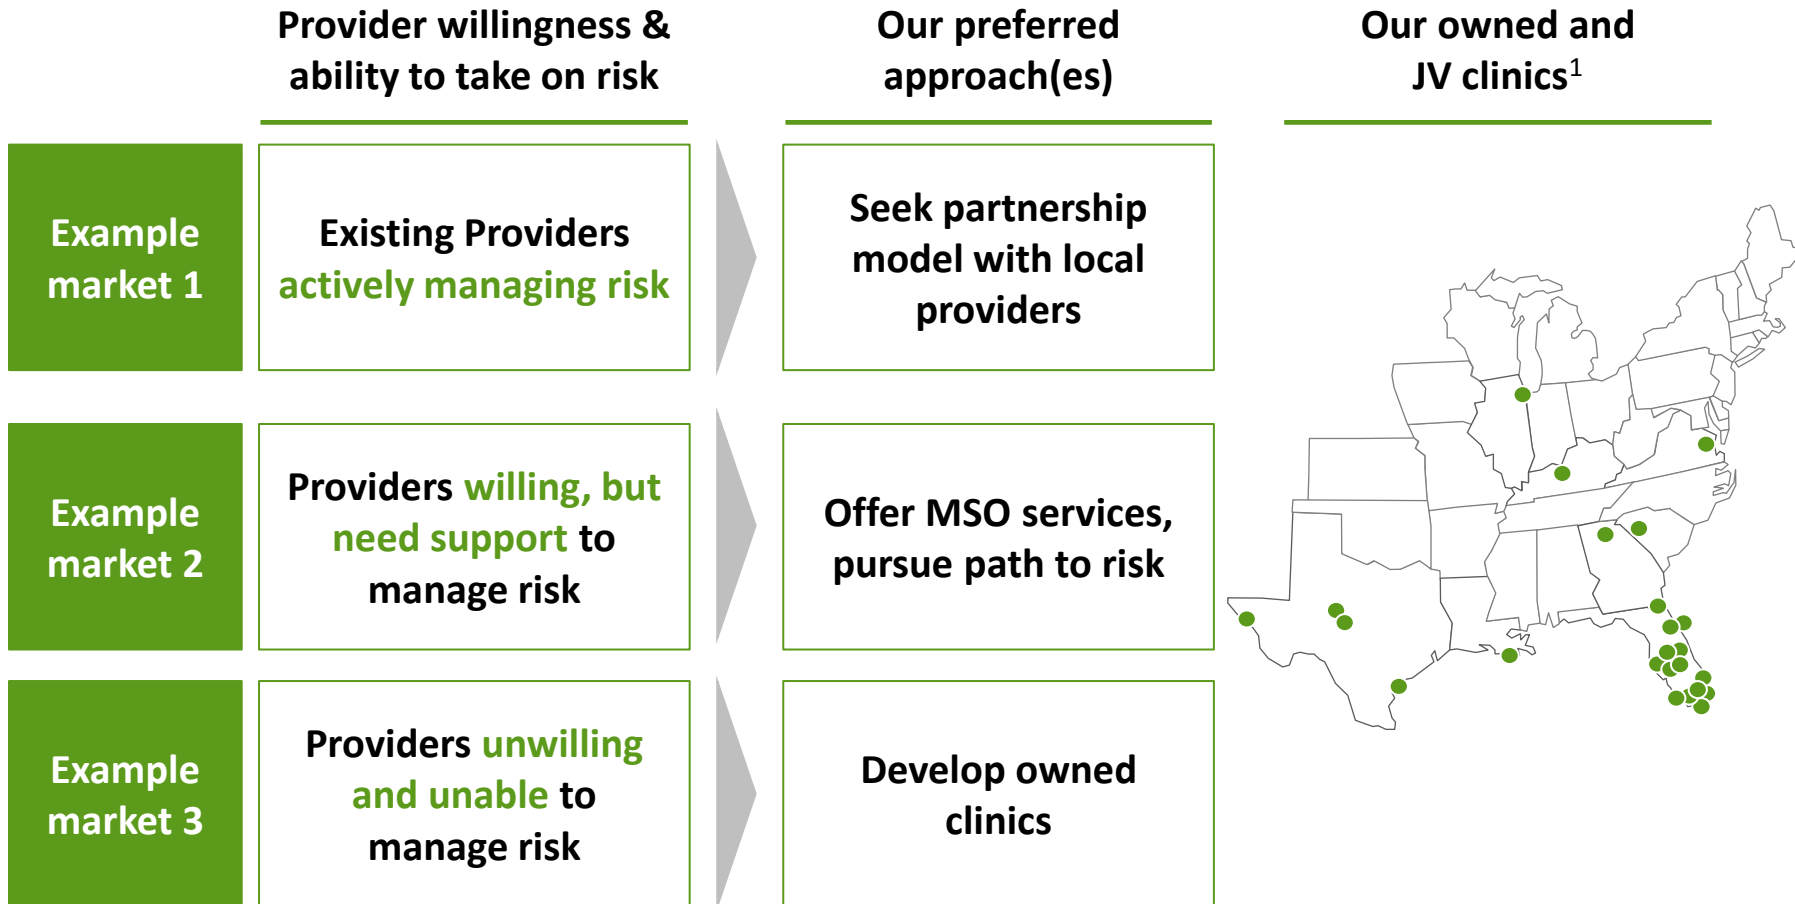 Provider willingness &
ability to take on risk
Our preferred
approach(es)
Our owned and
JV clinics1
Example
market 1
Existing Providers
actively managing risk
Seek partnership
model with local
providers
Example
market 2
Providers willing, but
need support to
manage risk
Offer MSO services,
pursue path to risk
Example
market 3
Providers unwilling
and unable to
manage risk
Develop owned
clinics